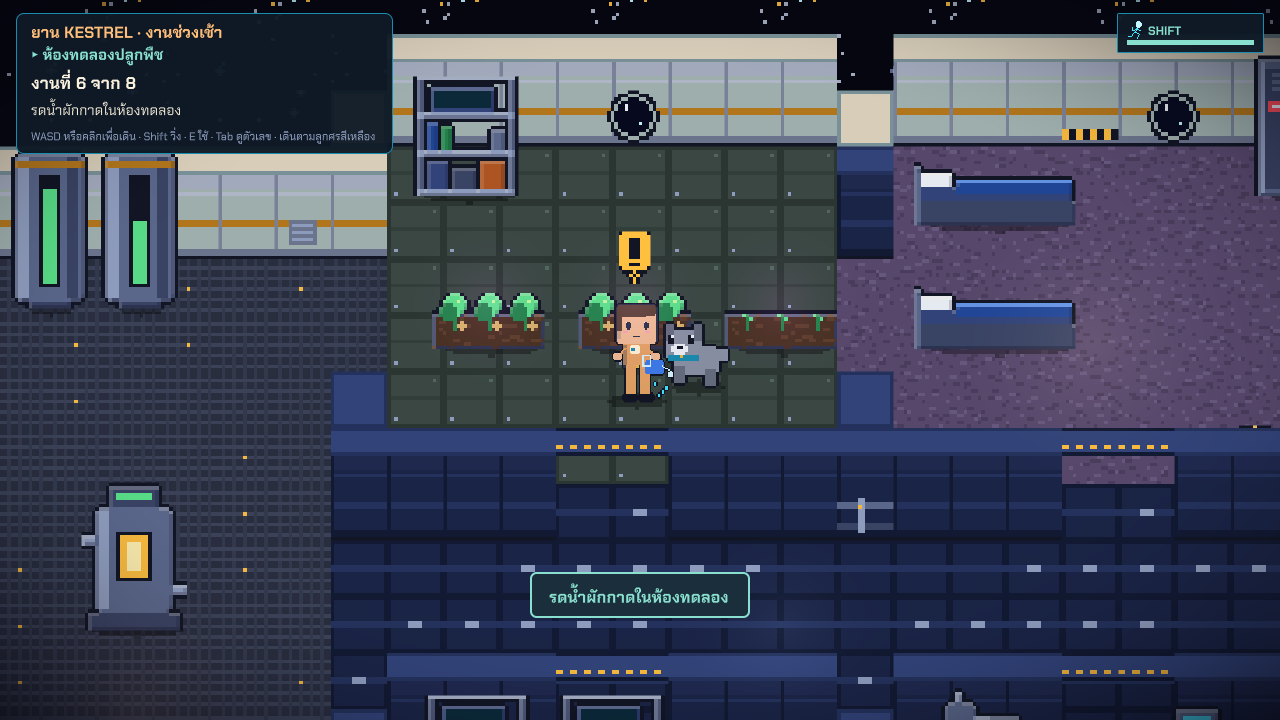 ยาน KESTREL · งานช่วงเช้า
▸ ห้องทดลองปลูกพืช
งานที่ 6 จาก 8
รดน้ำผักกาดในห้องทดลอง
WASD หรือคลิกเพื่อเดิน · Shift วิ่ง · E ใช้ · Tab ดูตัวเลข · เดินตามลูกศรสีเหลือง
SHIFT
รดน้ำผักกาดในห้องทดลอง